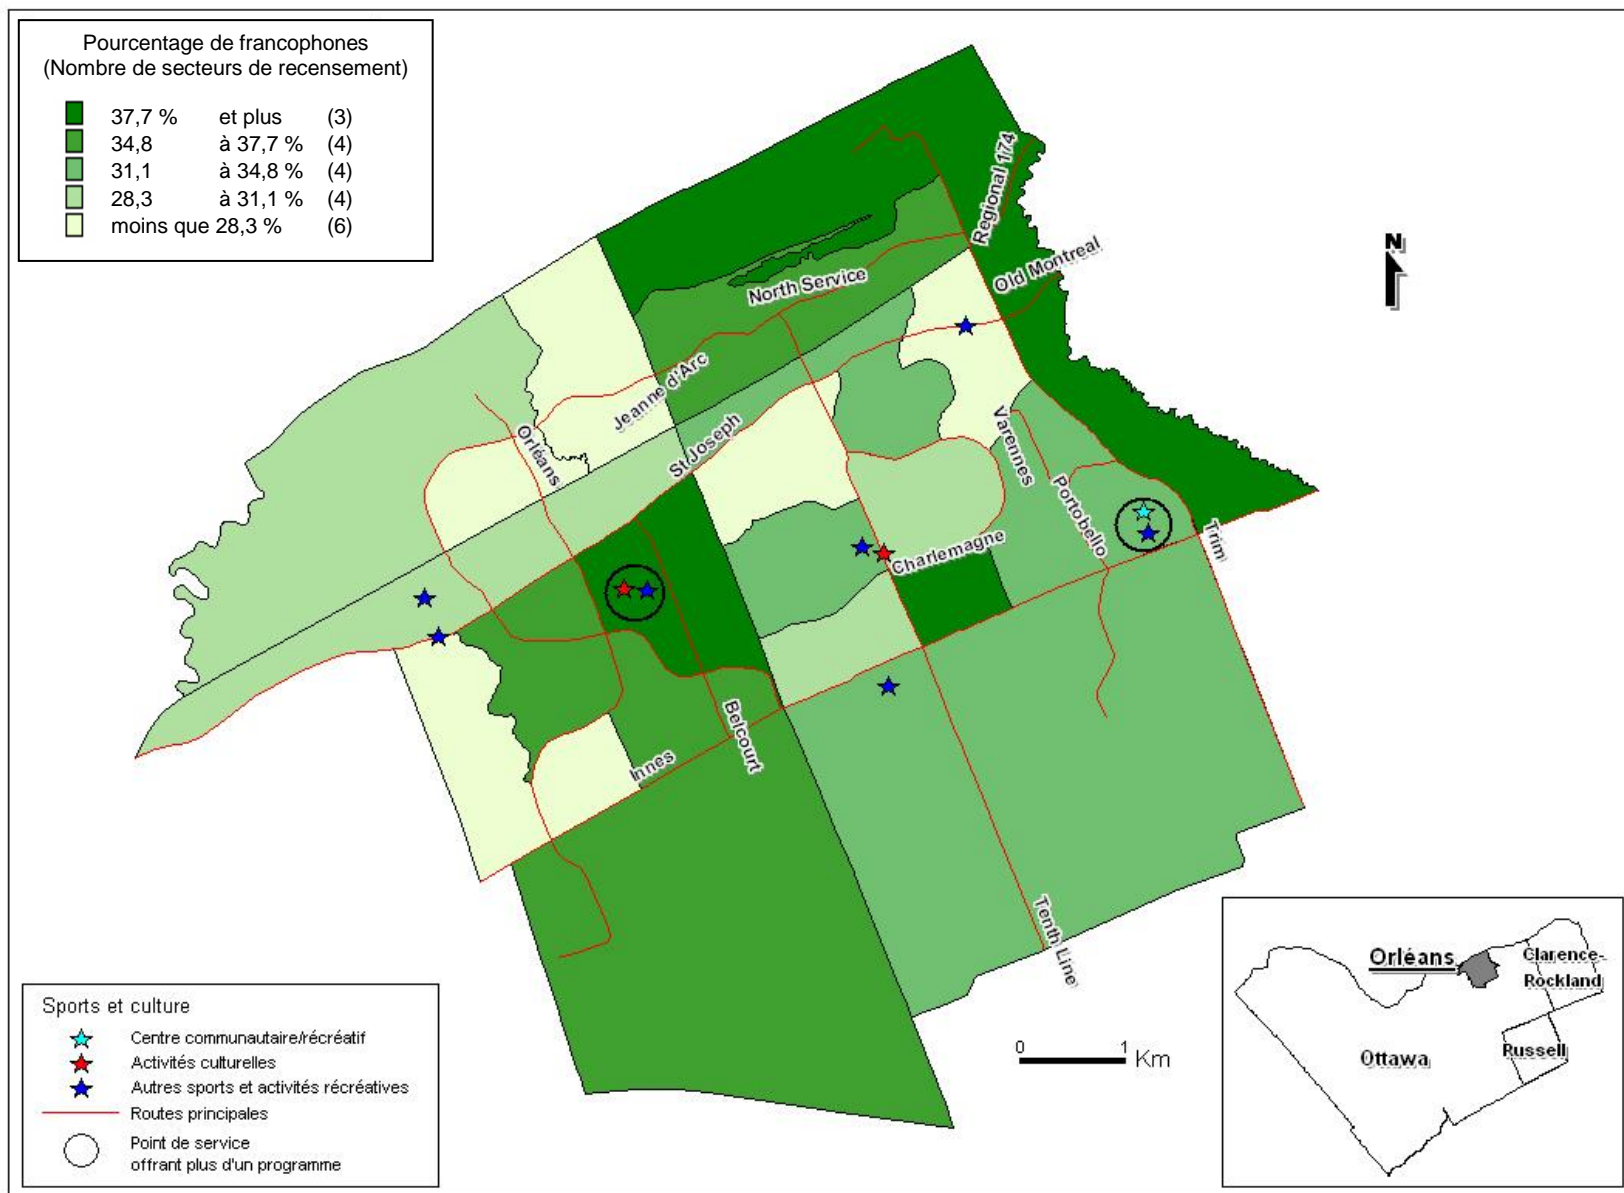 Pourcentage de francophones
(Nombre de secteurs de recensement)
37,7 % et plus (3)
34,8 à 37,7 % (4)
31,1 à 34,8 % (4)
28,3 à 31,1 % (4)
moins que 28,3 % (6)
Regional 174
N
Old Montreal
North Service
Jeanne d'Arc
Orléans
St Joseph
Varennes
Portobello
Trim
Charlemagne
Belcourt
Innes
Tenth Line
0 1 Km
Sports et culture
Centre communautaire/récréatif
Activités culturelles
Autres sports et activités récréatives
Routes principales
Point de service
offrant plus d'un programme
Orléans
Clarence-
Rockland
Ottawa
Russell